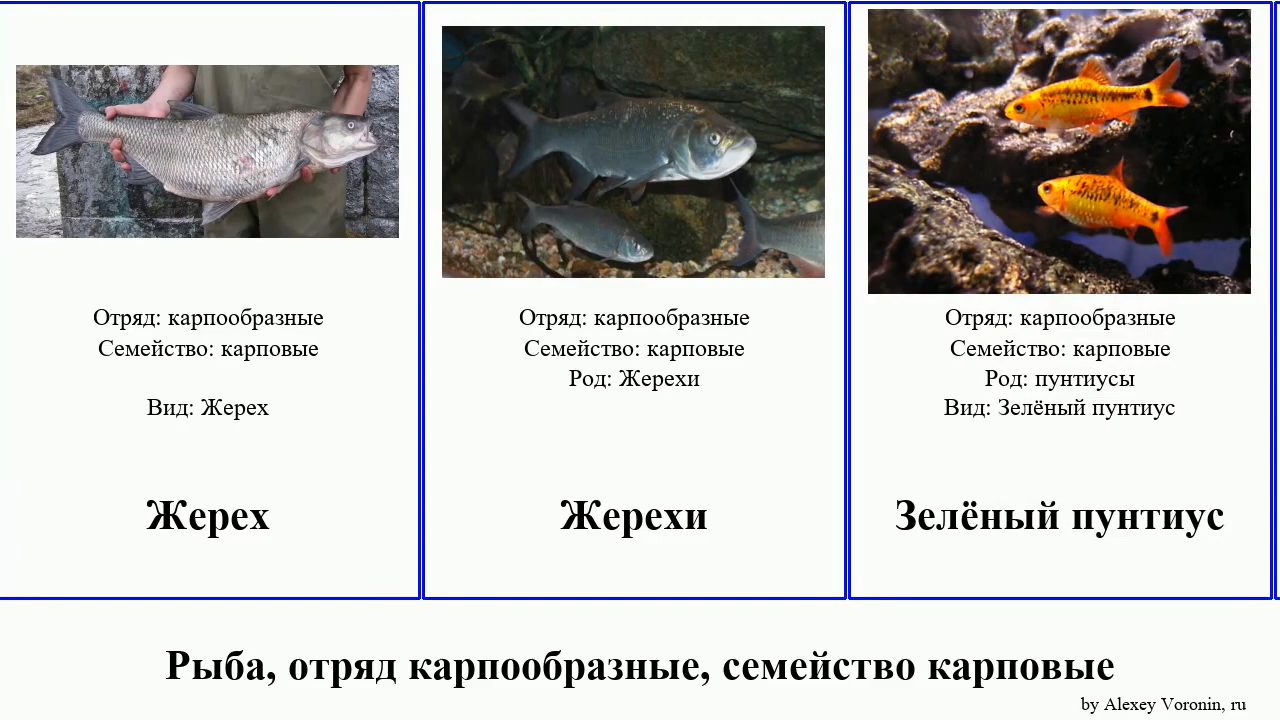 Отряд: карпообразные
Семейство: карповые
Вид: Жерех
Жерех
Отряд: карпообразные
Семейство: карповые
Род: Жерехи
Жерехи
Отряд: карпообразные
Семейство: карповые
Род: пунтиусы
Вид: Зелёный пунтиус
Зелёный пунтиус
Рыба, отряд карпообразные, семейство карповые
by Alexey Voronin, ru